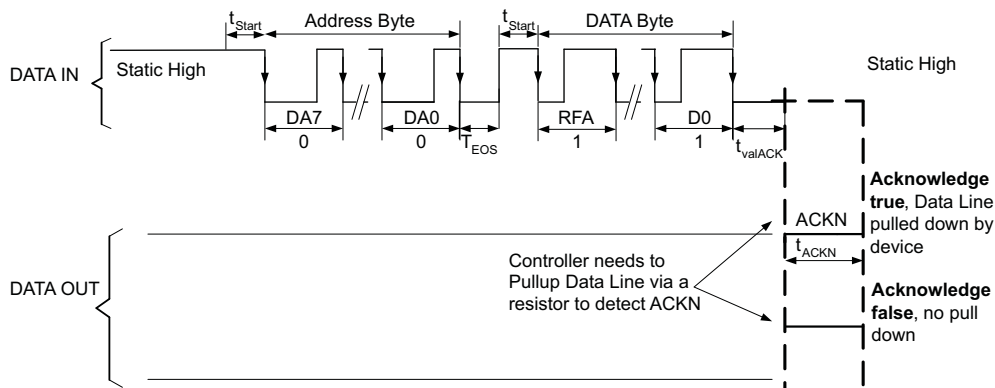 tStart
Address Byte
tStart
DATA Byte
DATA IN
Static High
Static High
DA7
DA0
RFA
D0
0
0
TEOS
1
1
tvalACK
Acknowledge
true, Data Line
pulled down by
device
ACKN
tACKN
Controller needs to
Pullup Data Line via a
resistor to detect ACKN
DATA OUT
Acknowledge
false, no pull
down